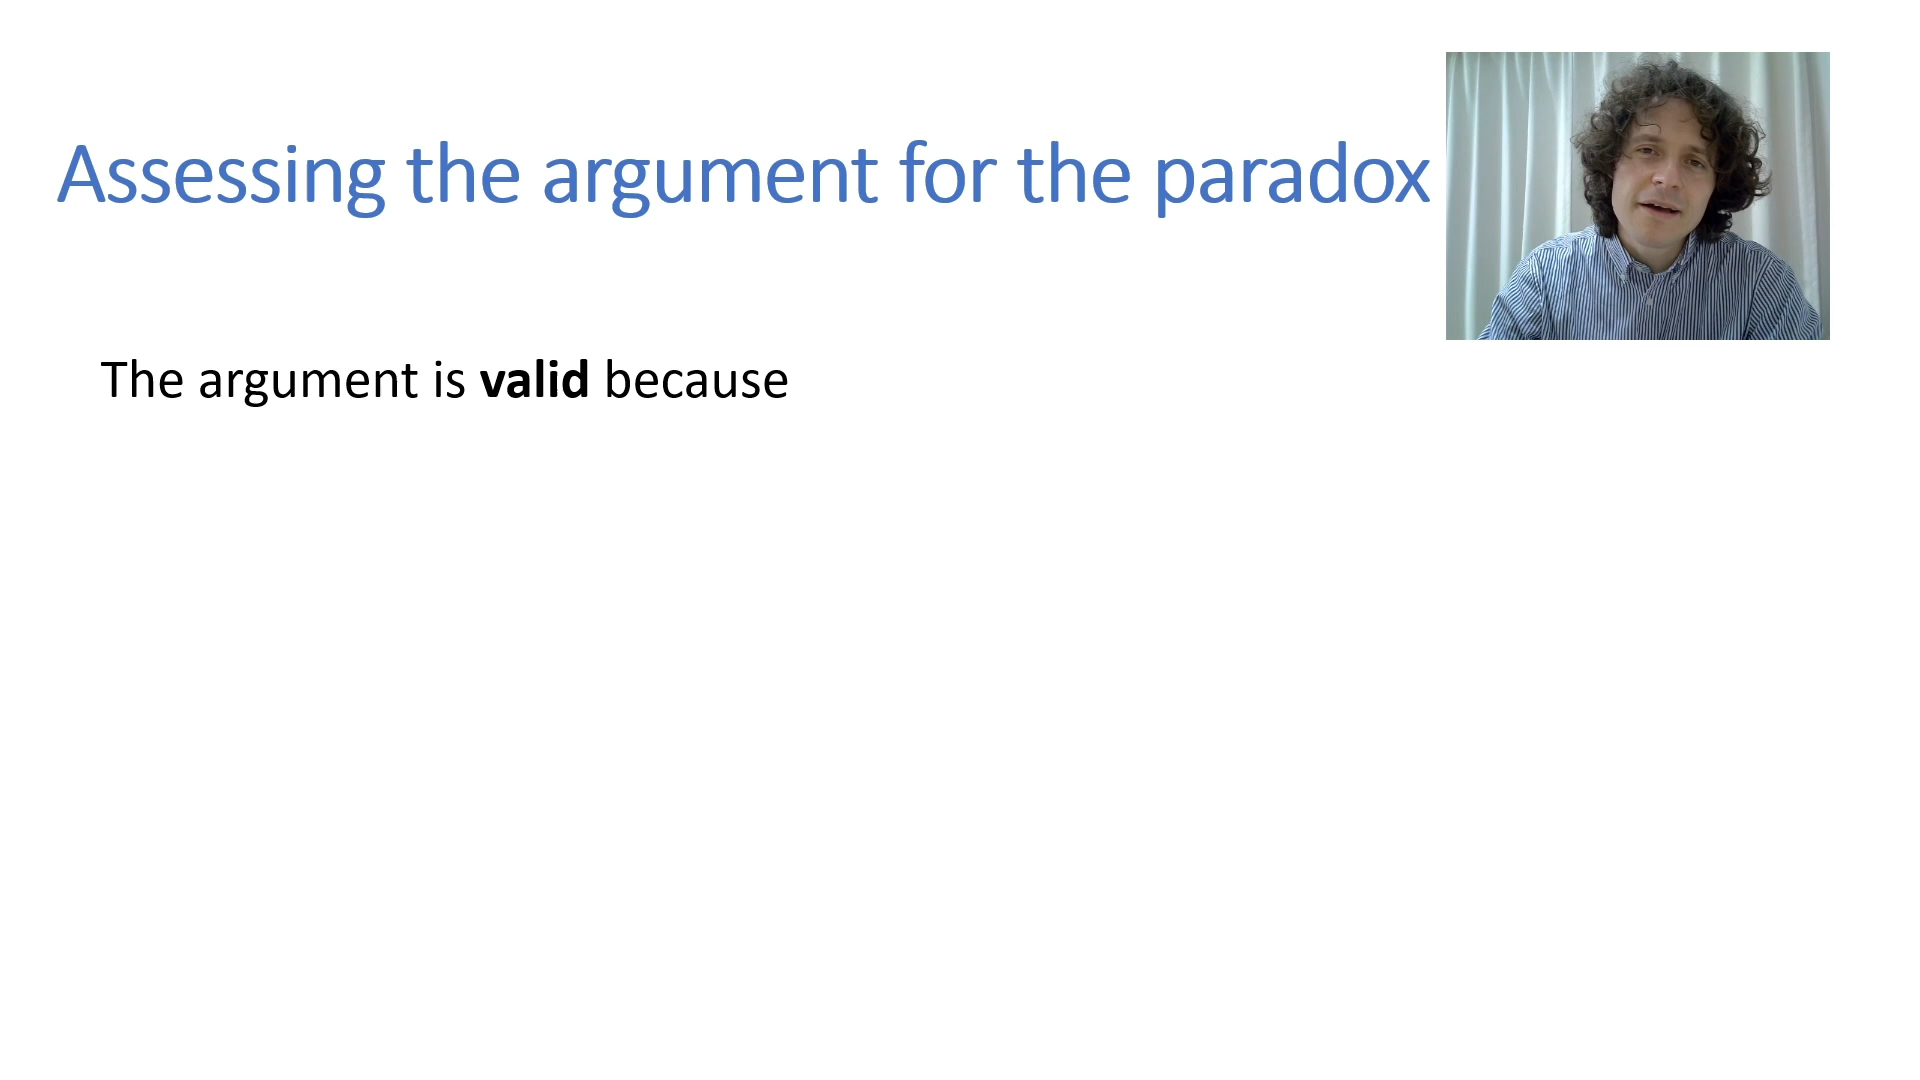 Assessing the argument for the paradox
The argument is valid because